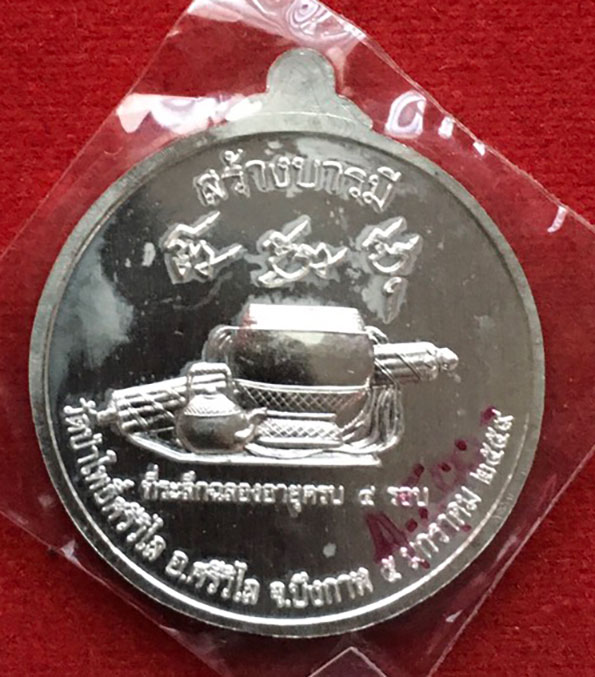 สร้างบารมี
ที่ระลึกฉลองอายุครบ ๔ รอบ
วัดป่าโพธิ์ศรีวิไล อ.ศรีวิไล จ.บึงกาฬ ๕ มกราคม ๒๕๕๙